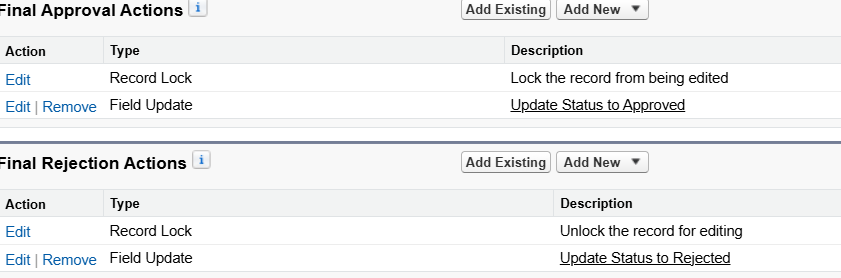 Final Approval Actions i Add Existing Add New
Action Type Description
Edit Record Lock Lock the record from being edited
Edit | Remove Field Update Update Status to Approved
Final Rejection Actions i Add Existing Add New
Action Type Description
Edit Record Lock Unlock the record for editing
Edit | Remove Field Update Update Status to Rejected